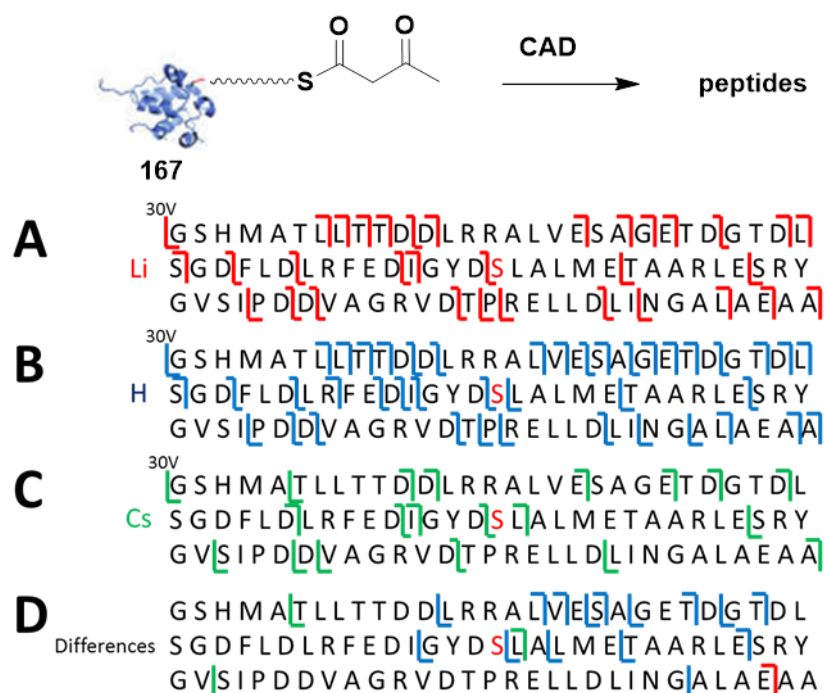 O O
CAD
S
peptides
167
30V
A GSHMATLLTTDDLRRALVESAGETDGTDL
Li SGDFLDLRFEDIGYDSLALMETAARLESRY
GVSIPDDVAGRVDTPRELLDLINGALAEAA
30V
B GSHMATLLTTDDLRRALVESAGETDGTDL
H SGDFLDLRFEDIGYDSLALMETAARLESRY
GVSIPDDVAGRVDTPRELLDLINGALAEAA
30V
C GSHMATLLTTDDLRRALVESAGETDGTDL
Cs SGDFLDLRFEDIGYDSLALMETAARLESRY
GVSIPDDVAGRVDTPRELLDLINGALAEAA
D GSHMATLLTTDDLRRALVESAGETDGTDL
Differences SGDFLDLRFEDIGYDSLALMETAARLESRY
GVSIPDDVAGRVDTPRELLDLINGALAEAA